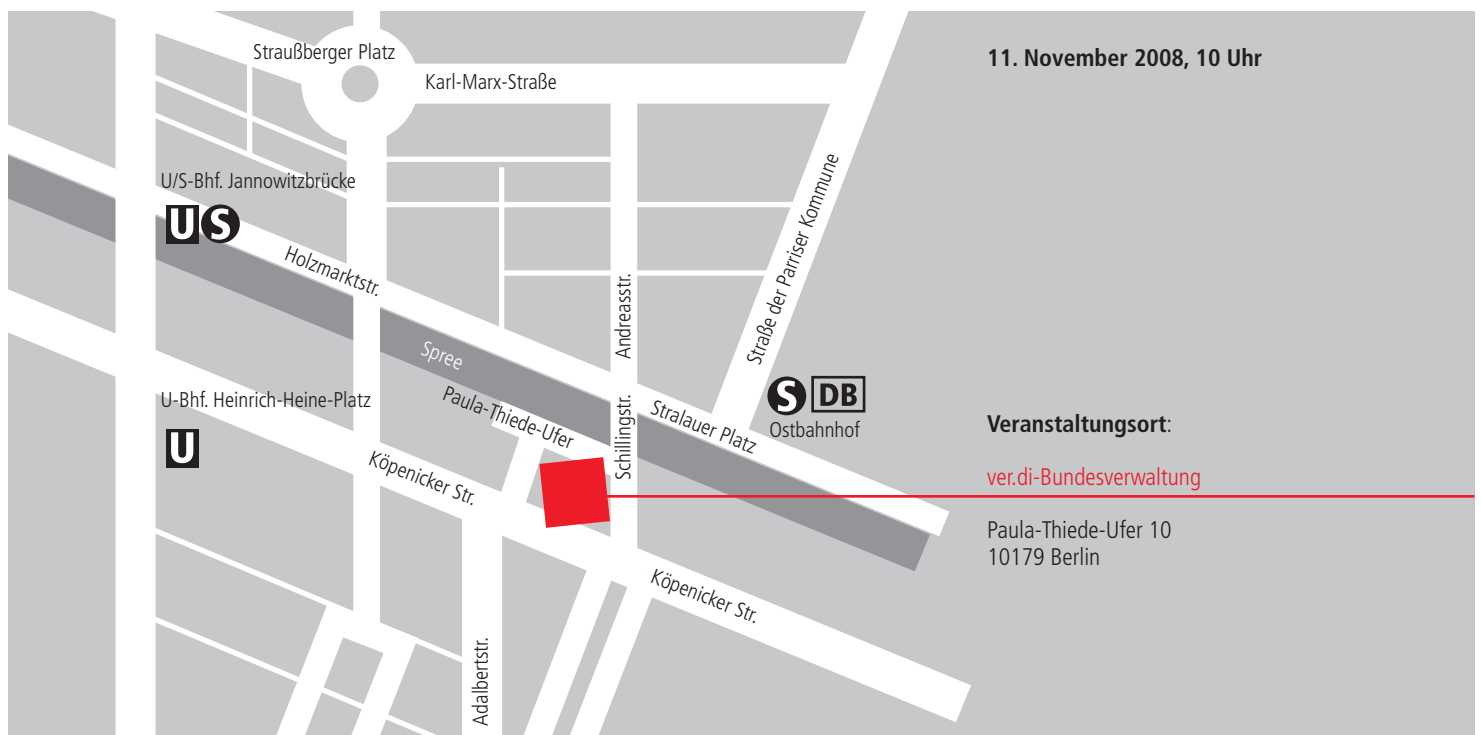 Straußberger Platz
Karl-Marx-Straße
11. November 2008, 10 Uhr
U/S-Bhf. Jannowitzbrücke
U S
Holzmarktstr.
Straße der Parriser Kommune
Andreasstr.
Spree
U-Bhf. Heinrich-Heine-Platz
U
Paula-Thiede-Ufer
Schillingstr.
Stralauer Platz
S DB
Ostbahnhof
Köpenicker Str.
Köpenicker Str.
Adalbertstr.
Veranstaltungsort:
ver.di-Bundesverwaltung
Paula-Thiede-Ufer 10
10179 Berlin